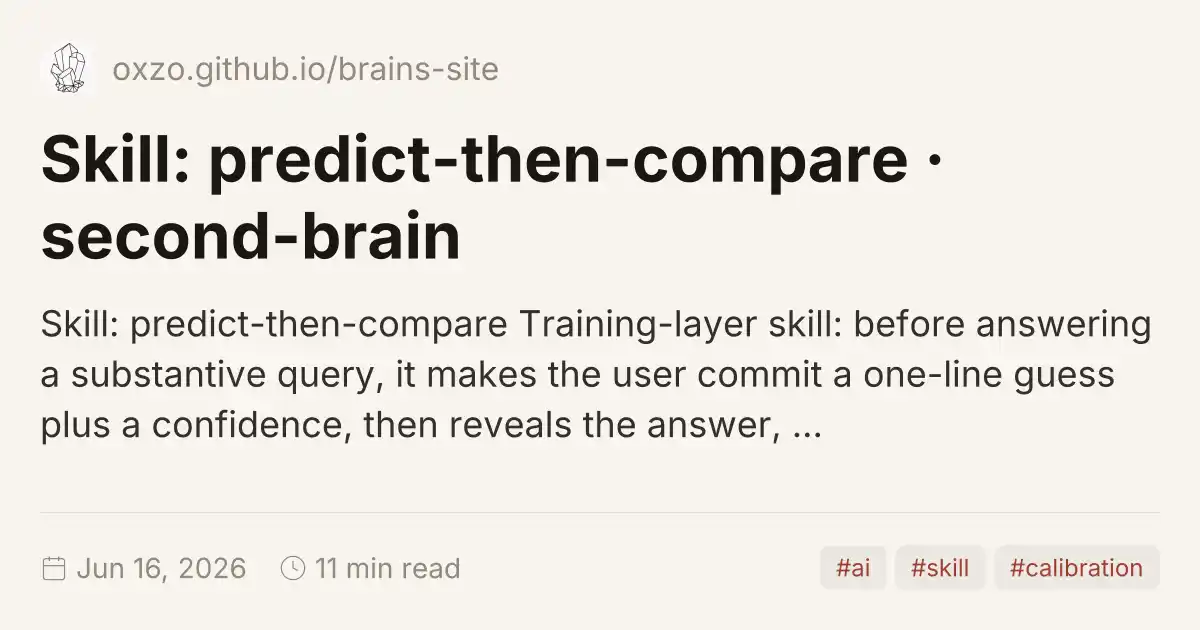 oxzo.github.io/brains-site
Skill: predict-then-compare ·
second-brain
Skill: predict-then-compare Training-layer skill: before answering
a substantive query, it makes the user commit a one-line guess
plus a confidence, then reveals the answer, ...
Jun 16, 2026 11 min read #ai #skill #calibration